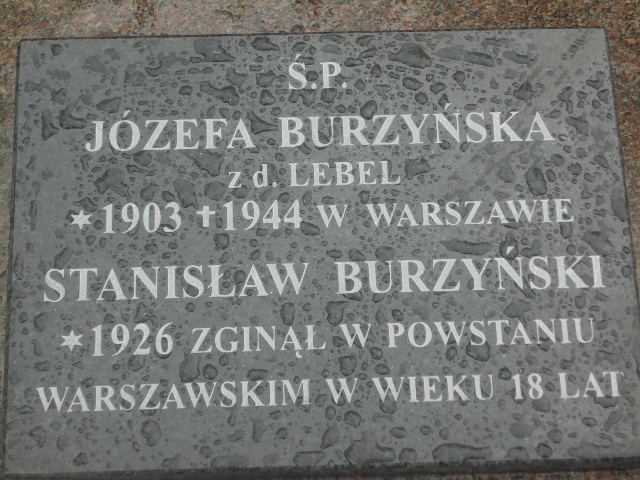 Ś.P.
JÓZEFA BURZYŃSKA
z d. LEBEL
*1903 †1944 W WARSZAWIE
STANISŁAW BURZYŃSKI
*1926 ZGINĄŁ W POWSTANIU
WARSZAWSKIM W WIEKU 18 LAT